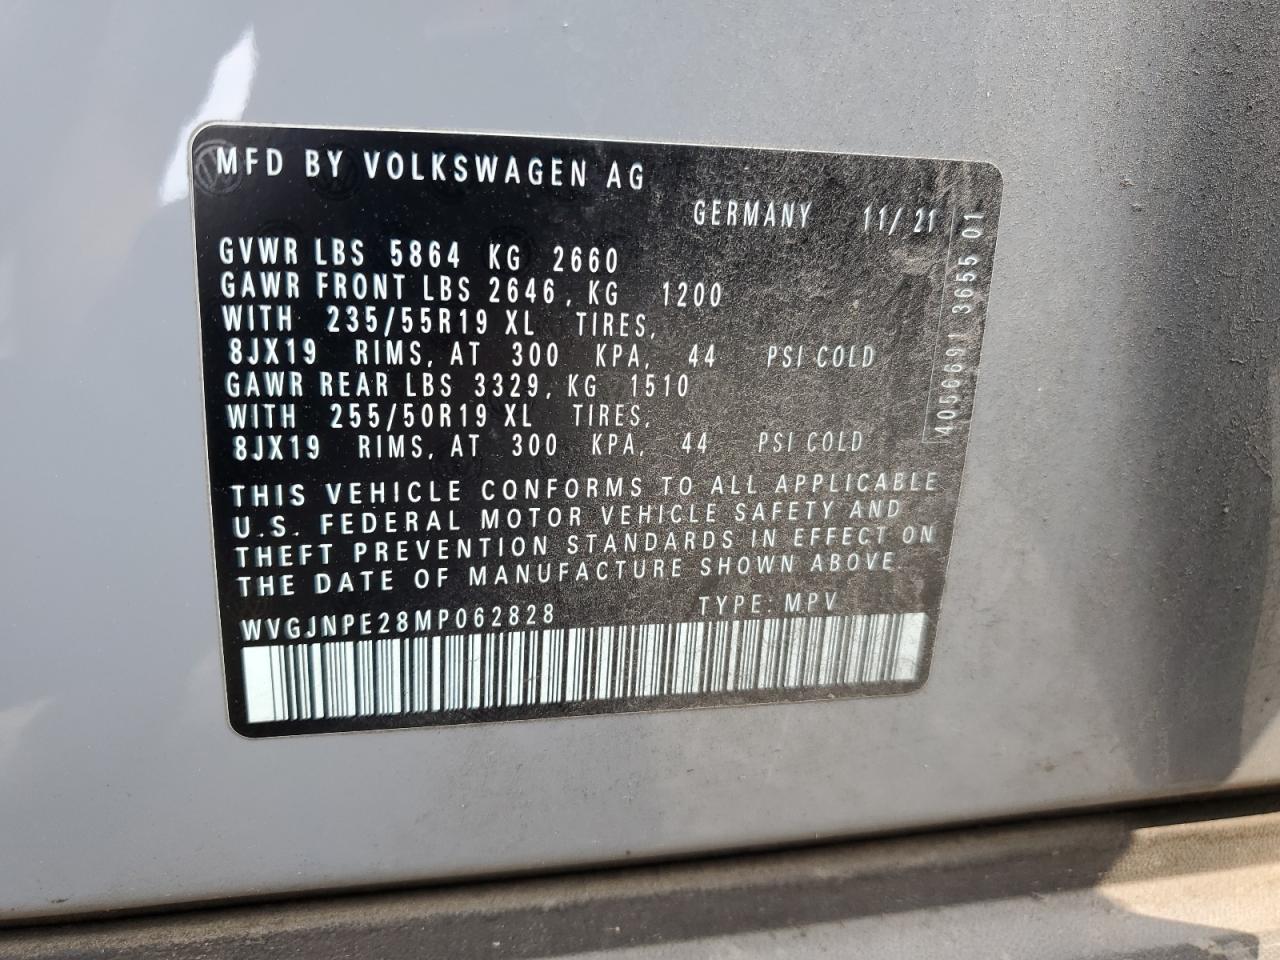 MFD BY VOLKSWAGEN AG
GERMANY 11/ 21
GVWR LBS 5864 KG 2660
GAWR FRONT LBS 2646, KG 1200
WITH 235/55R19 XL TIRES,
8JX19 RIMS, AT 300 KPA, 44 PSI COLD
GAWR REAR LBS 3329, KG 1510
WITH 255/50R19 XL TIRES,
8JX19 RIMS, AT 300 KPA, 44 PSI COLD
THIS VEHICLE CONFORMS TO ALL APPLICABLE
U.S. FEDERAL MOTOR VEHICLE SAFETY AND
THEFT PREVENTION STANDARDS IN EFFECT ON
THE DATE OF MANUFACTURE SHOWN ABOVE.
WVGJNPE28MP062828 TYPE: MPV
40566913655 01